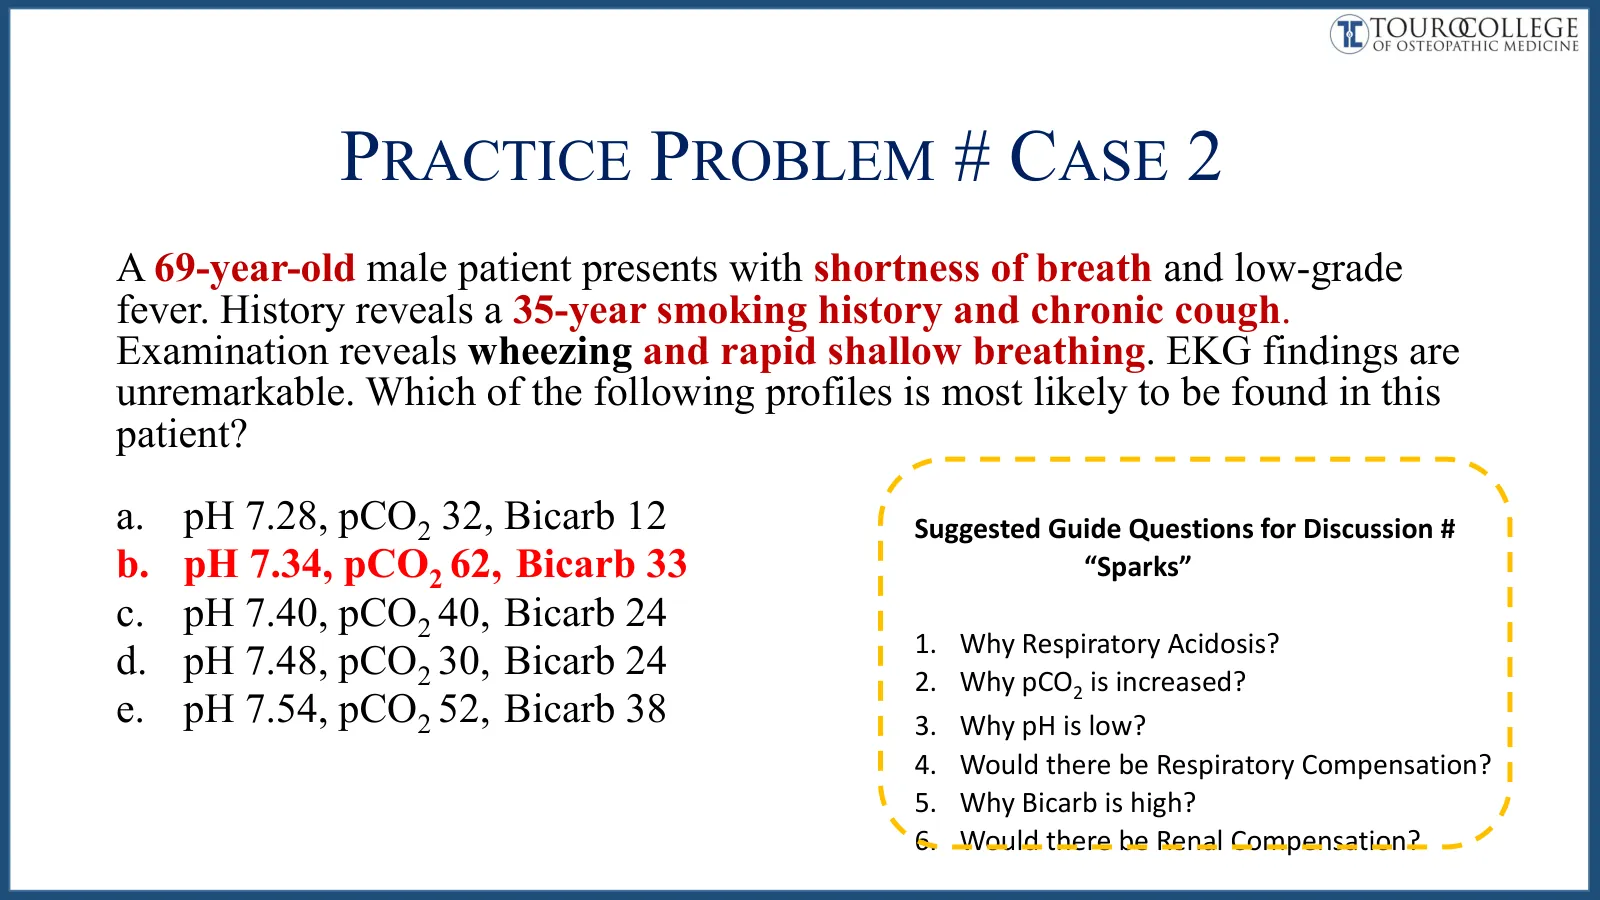 TOURO COLLEGE
OF OSTEOPATHIC MEDICINE
PRACTICE PROBLEM # CASE 2
A 69-year-old male patient presents with shortness of breath and low-grade
fever. History reveals a 35-year smoking history and chronic cough.
Examination reveals wheezing and rapid shallow breathing. EKG findings are
unremarkable. Which of the following profiles is most likely to be found in this
patient?
a. pH 7.28, pCO2 32, Bicarb 12
b. pH 7.34, pCO2 62, Bicarb 33
c. pH 7.40, pCO2 40, Bicarb 24
d. pH 7.48, pCO2 30, Bicarb 24
e. pH 7.54, pCO2 52, Bicarb 38
Suggested Guide Questions for Discussion #
“Sparks”
1. Why Respiratory Acidosis?
2. Why pCO2 is increased?
3. Why pH is low?
4. Would there be Respiratory Compensation?
5. Why Bicarb is high?
6. Would there be Renal Compensation?